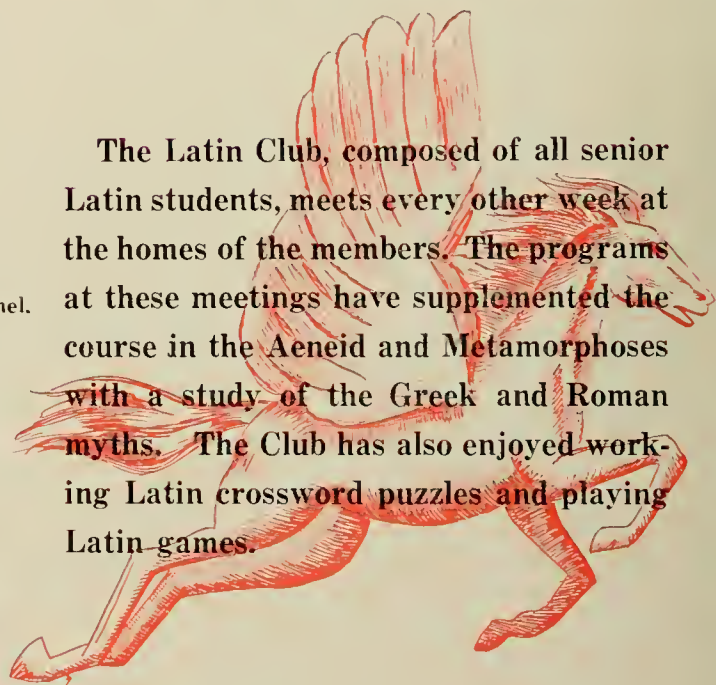 The Latin Club, composed of all senior
Latin students, meets every other week at
the homes of the members. The programs
nel. at these meetings have supplemented the
course in the Aeneid and Metamorphoses
with a study of the Greek and Roman
myths. The Club has also enjoyed work-
ing Latin crossword puzzles and playing
Latin games.